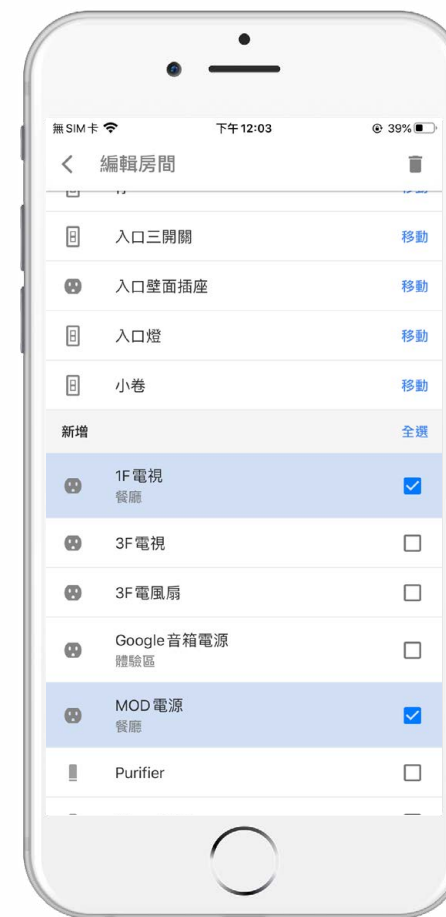 無SIM卡
下午12:03
39%
編輯房間
入口三開關
移動
入口壁面插座
移動
入口燈
移動
小卷
移動
新增
全選
1F電視
餐廳
3F電視
3F電風扇
Google音箱電源
體驗區
MOD電源
餐廳
Purifier